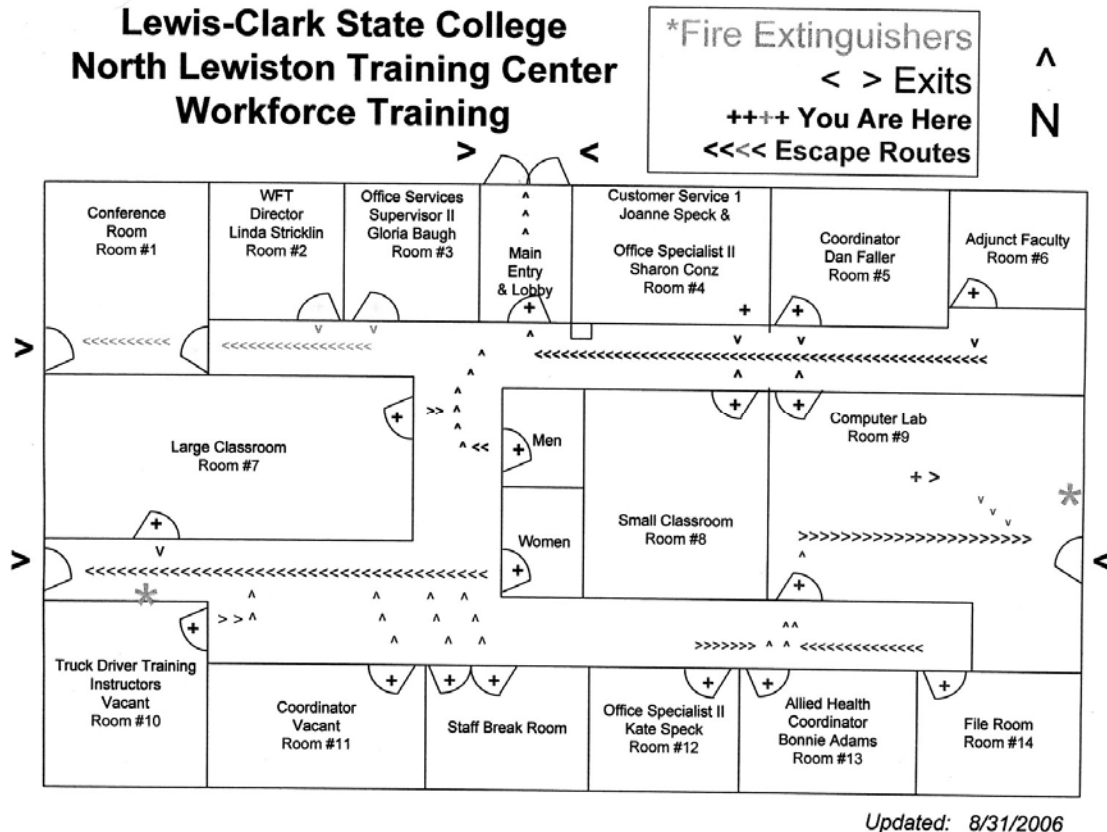 Lewis-Clark State College
North Lewiston Training Center
Workforce Training
*Fire Extinguishers
< > Exits
++++ You Are Here
<<<< Escape Routes
^
N
Conference
Room
Room #1
WFT
Director
Linda Stricklin
Room #2
Office Services
Supervisor II
Gloria Baugh
Room #3
Main
Entry
& Lobby
Customer Service 1
Joanne Speck &
Office Specialist II
Sharon Conz
Room #4
Coordinator
Dan Faller
Room #5
Adjunct Faculty
Room #6
Large Classroom
Room #7
Men
Women
Small Classroom
Room #8
Computer Lab
Room #9
Truck Driver Training
Instructors
Vacant
Room #10
Coordinator
Vacant
Room #11
Staff Break Room
Office Specialist II
Kate Speck
Room #12
Allied Health
Coordinator
Bonnie Adams
Room #13
File Room
Room #14
Updated: 8/31/2006